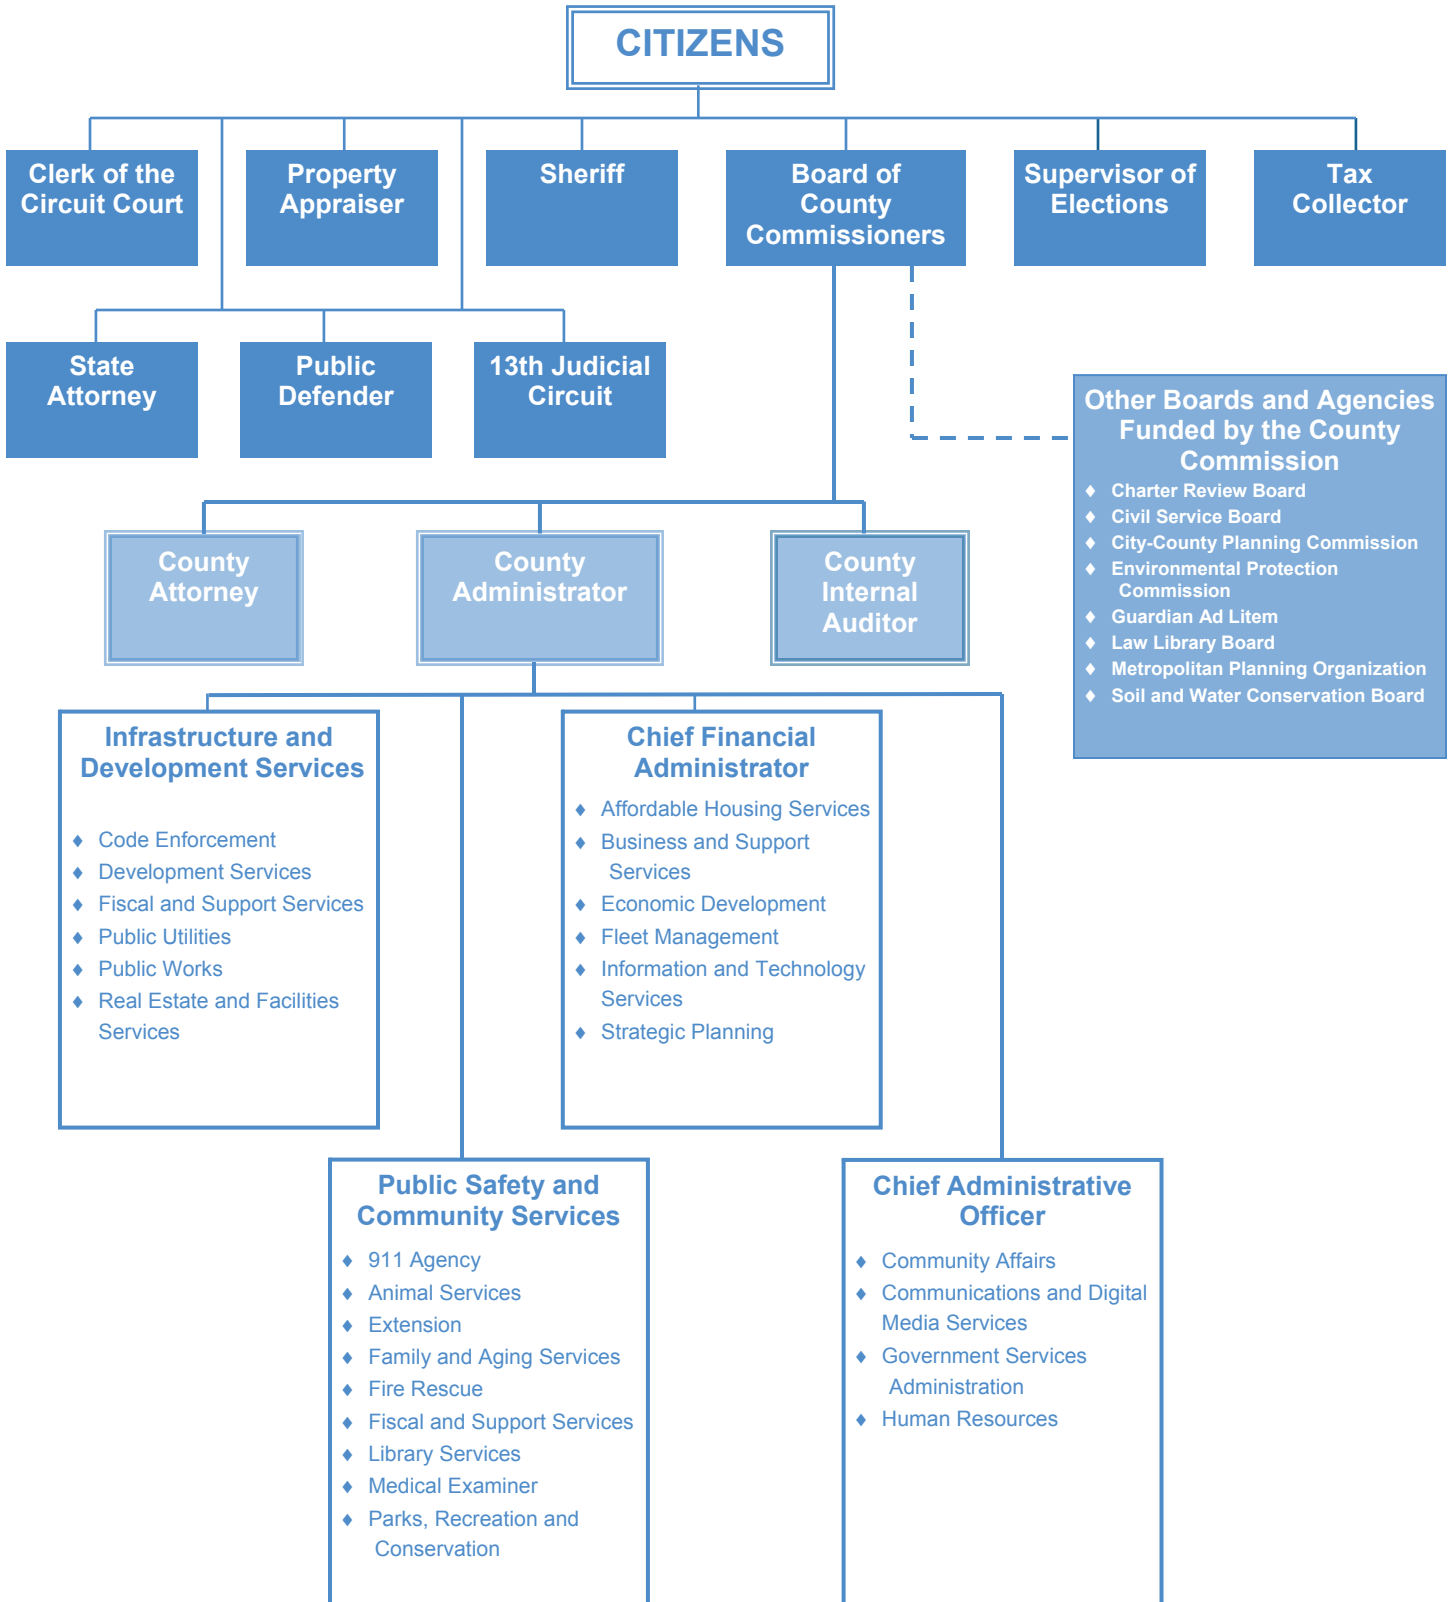 CITIZENS
Clerk of the
Circuit Court
Property
Appraiser
Sheriff
Board of
County
Commissioners
Supervisor of
Elections
Tax
Collector
State
Attorney
Public
Defender
13th Judicial
Circuit
Other Boards and Agencies
Funded by the County
Commission
♦ Charter Review Board
♦ Civil Service Board
♦ City-County Planning Commission
♦ Environmental Protection
Commission
♦ Guardian Ad Litem
♦ Law Library Board
♦ Metropolitan Planning Organization
♦ Soil and Water Conservation Board
County
Attorney
County
Administrator
County
Internal
Auditor
Infrastructure and
Development Services
♦ Code Enforcement
♦ Development Services
♦ Fiscal and Support Services
♦ Public Utilities
♦ Public Works
♦ Real Estate and Facilities
Services
Chief Financial
Administrator
♦ Affordable Housing Services
♦ Business and Support
Services
♦ Economic Development
♦ Fleet Management
♦ Information and Technology
Services
♦ Strategic Planning
Public Safety and
Community Services
♦ 911 Agency
♦ Animal Services
♦ Extension
♦ Family and Aging Services
♦ Fire Rescue
♦ Fiscal and Support Services
♦ Library Services
♦ Medical Examiner
♦ Parks, Recreation and
Conservation
Chief Administrative
Officer
♦ Community Affairs
♦ Communications and Digital
Media Services
♦ Government Services
Administration
♦ Human Resources